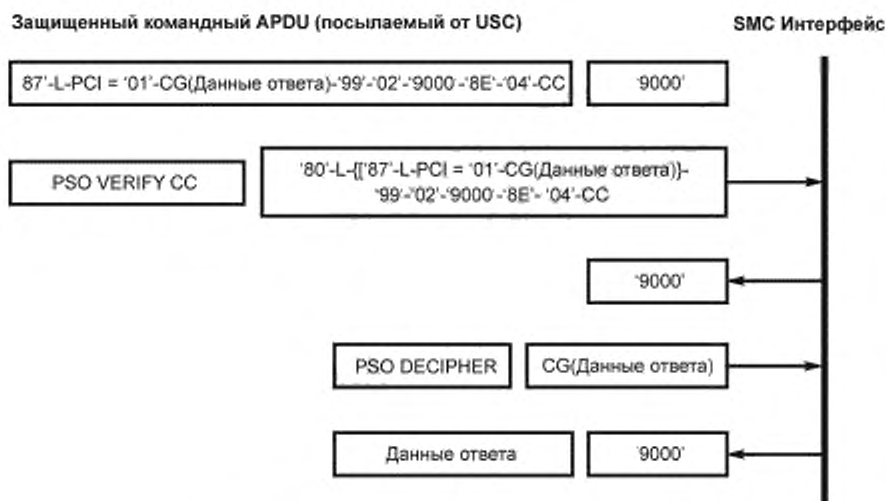 Защищенный командный APDU (посылаемый от USC)
SMC Интерфейс
87'-L-PCI = '01'-CG(Данные ответа)-'99'-'02'-'9000'-'8E'-'04'-CC
'9000'
PSO VERIFY CC
'80'-L-{['87'-L-PCI = '01'-CG(Данные ответа)}-
'99'-'02'-'9000'-'8E'- '04'-CC
'9000'
PSO DECIPHER
CG(Данные ответа)
Данные ответа
'9000'